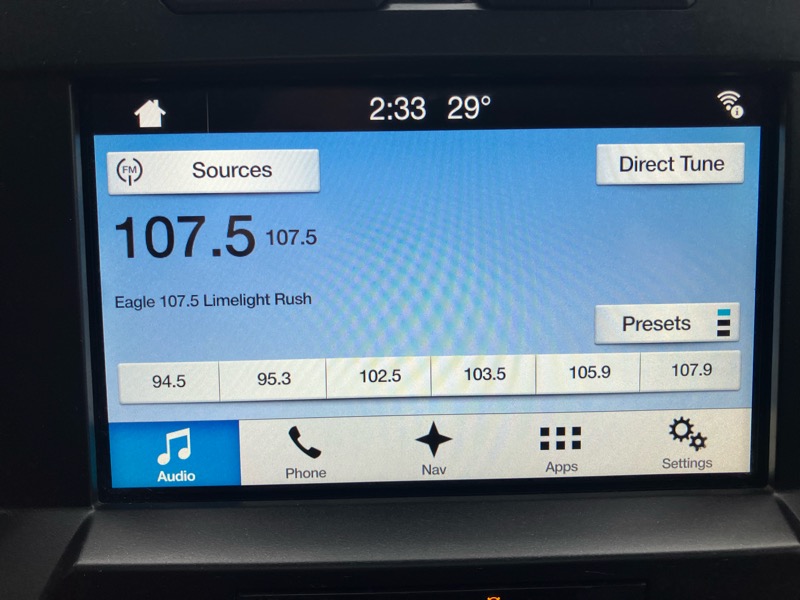 2:33 29°
FM Sources
Direct Tune
107.5 107.5
Eagle 107.5 Limelight Rush
Presets
94.5 95.3 102.5 103.5 105.9 107.9
Audio Phone Nav Apps Settings